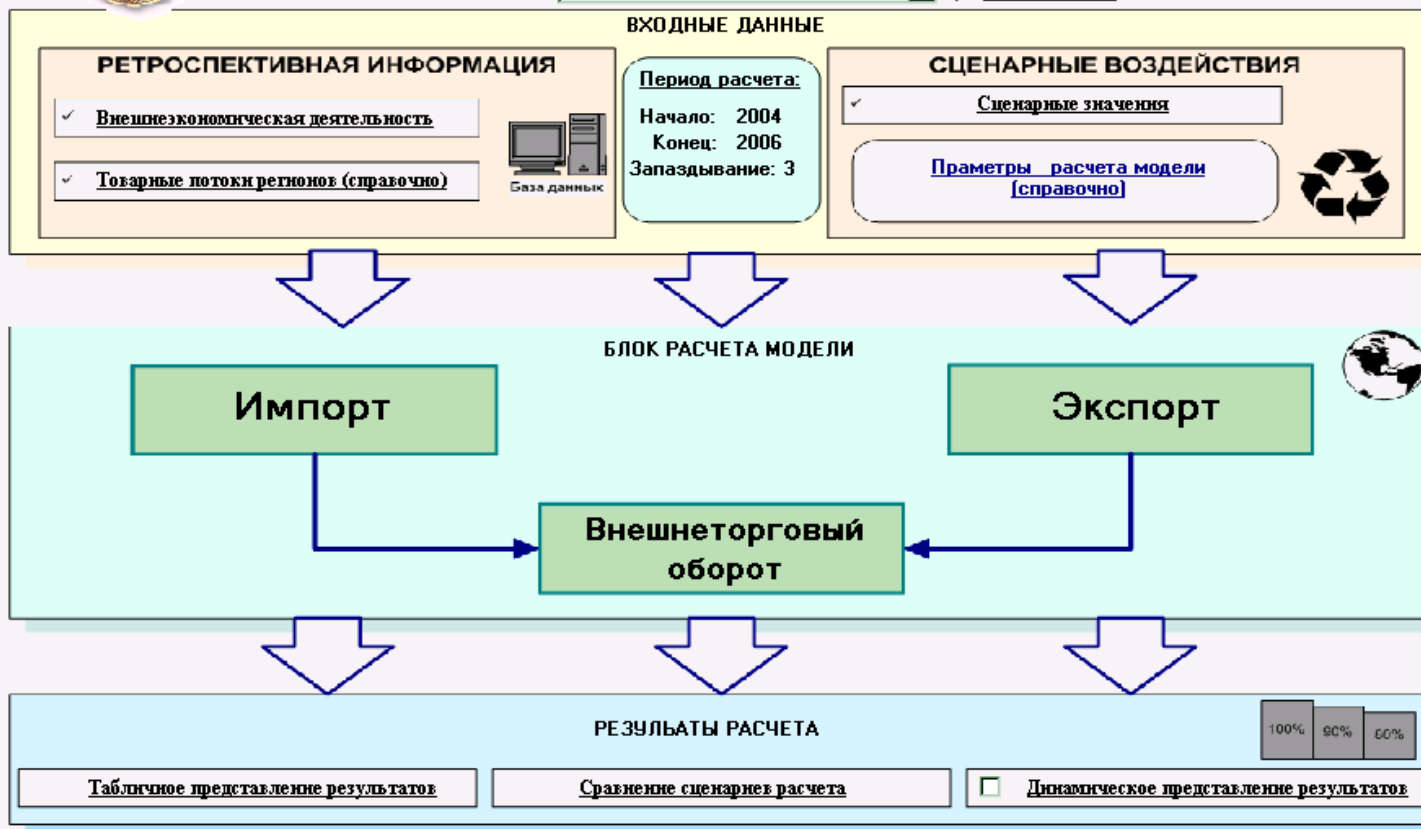 ВХОДНЫЕ ДАННЫЕ
РЕТРОСПЕКТИВНАЯ ИНФОРМАЦИЯ
Внешнеэкономическая деятельность
Товарные потоки регионов (справочно)
База данных
Период расчета:
Начало: 2004
Конец: 2006
Запаздывание: 3
СЦЕНАРНЫЕ ВОЗДЕЙСТВИЯ
Сценарные значения
Праметры расчета модели
(справочно)
БЛОК РАСЧЕТА МОДЕЛИ
Импорт
Экспорт
Внешнеторговый
оборот
РЕЗУЛЬАТЫ РАСЧЕТА
100% 90% 80%
Табличное представление результатов
Сравнение сценариев расчета
Динамическое представление результатов